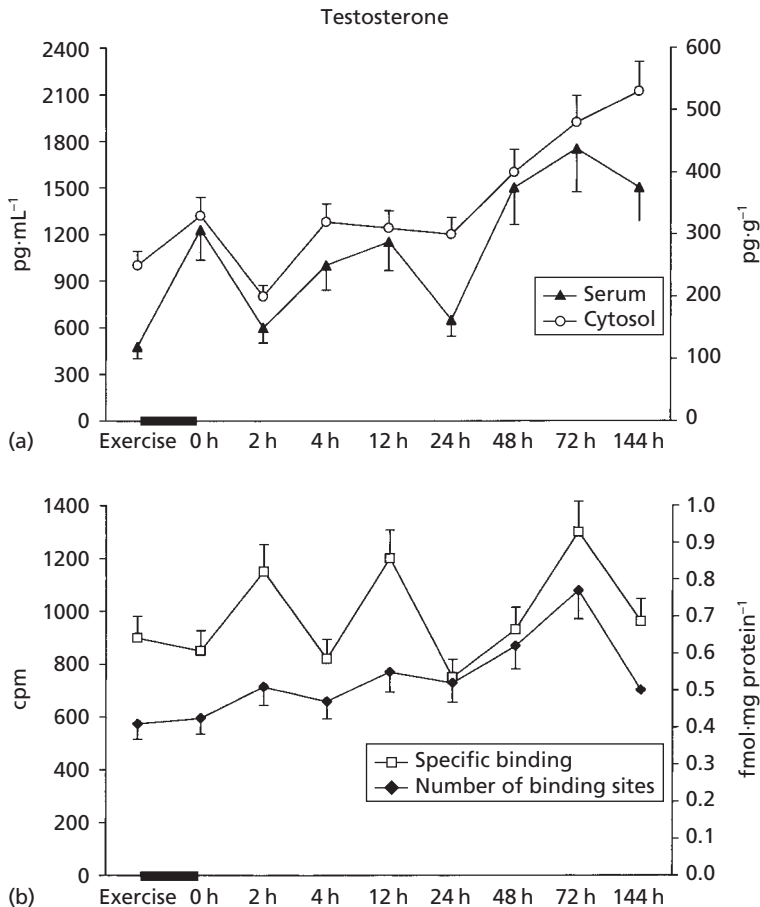 Testosterone
2400
2100
1800
1500
1200
900
600
300
0
pg·mL⁻¹
600
500
400
300
200
100
0
pg·g⁻¹
Serum
Cytosol
(a)
Exercise 0 h 2 h 4 h 12 h 24 h 48 h 72 h 144 h
1400
1200
1000
800
600
400
200
0
cpm
1.0
0.9
0.8
0.7
0.6
0.5
0.4
0.3
0.2
0.1
0.0
fmol·mg protein⁻¹
Specific binding
Number of binding sites
(b)
Exercise 0 h 2 h 4 h 12 h 24 h 48 h 72 h 144 h